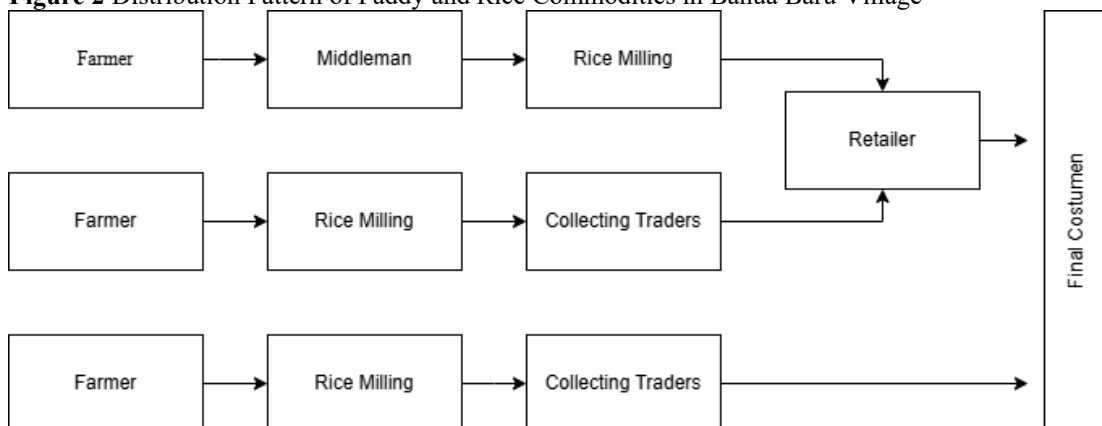 Figure 2 Distribution Pattern of Paddy and Rice Commodities in Banua Baru Village
Farmer
Middleman
Rice Milling
Retailer
Farmer
Rice Milling
Collecting Traders
Final Costumen
Farmer
Rice Milling
Collecting Traders